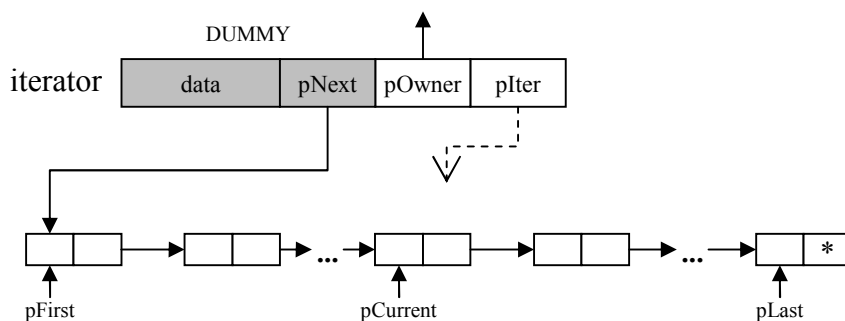 DUMMY
iterator data pNext pOwner pIter
... ... *
pFirst pCurrent pLast